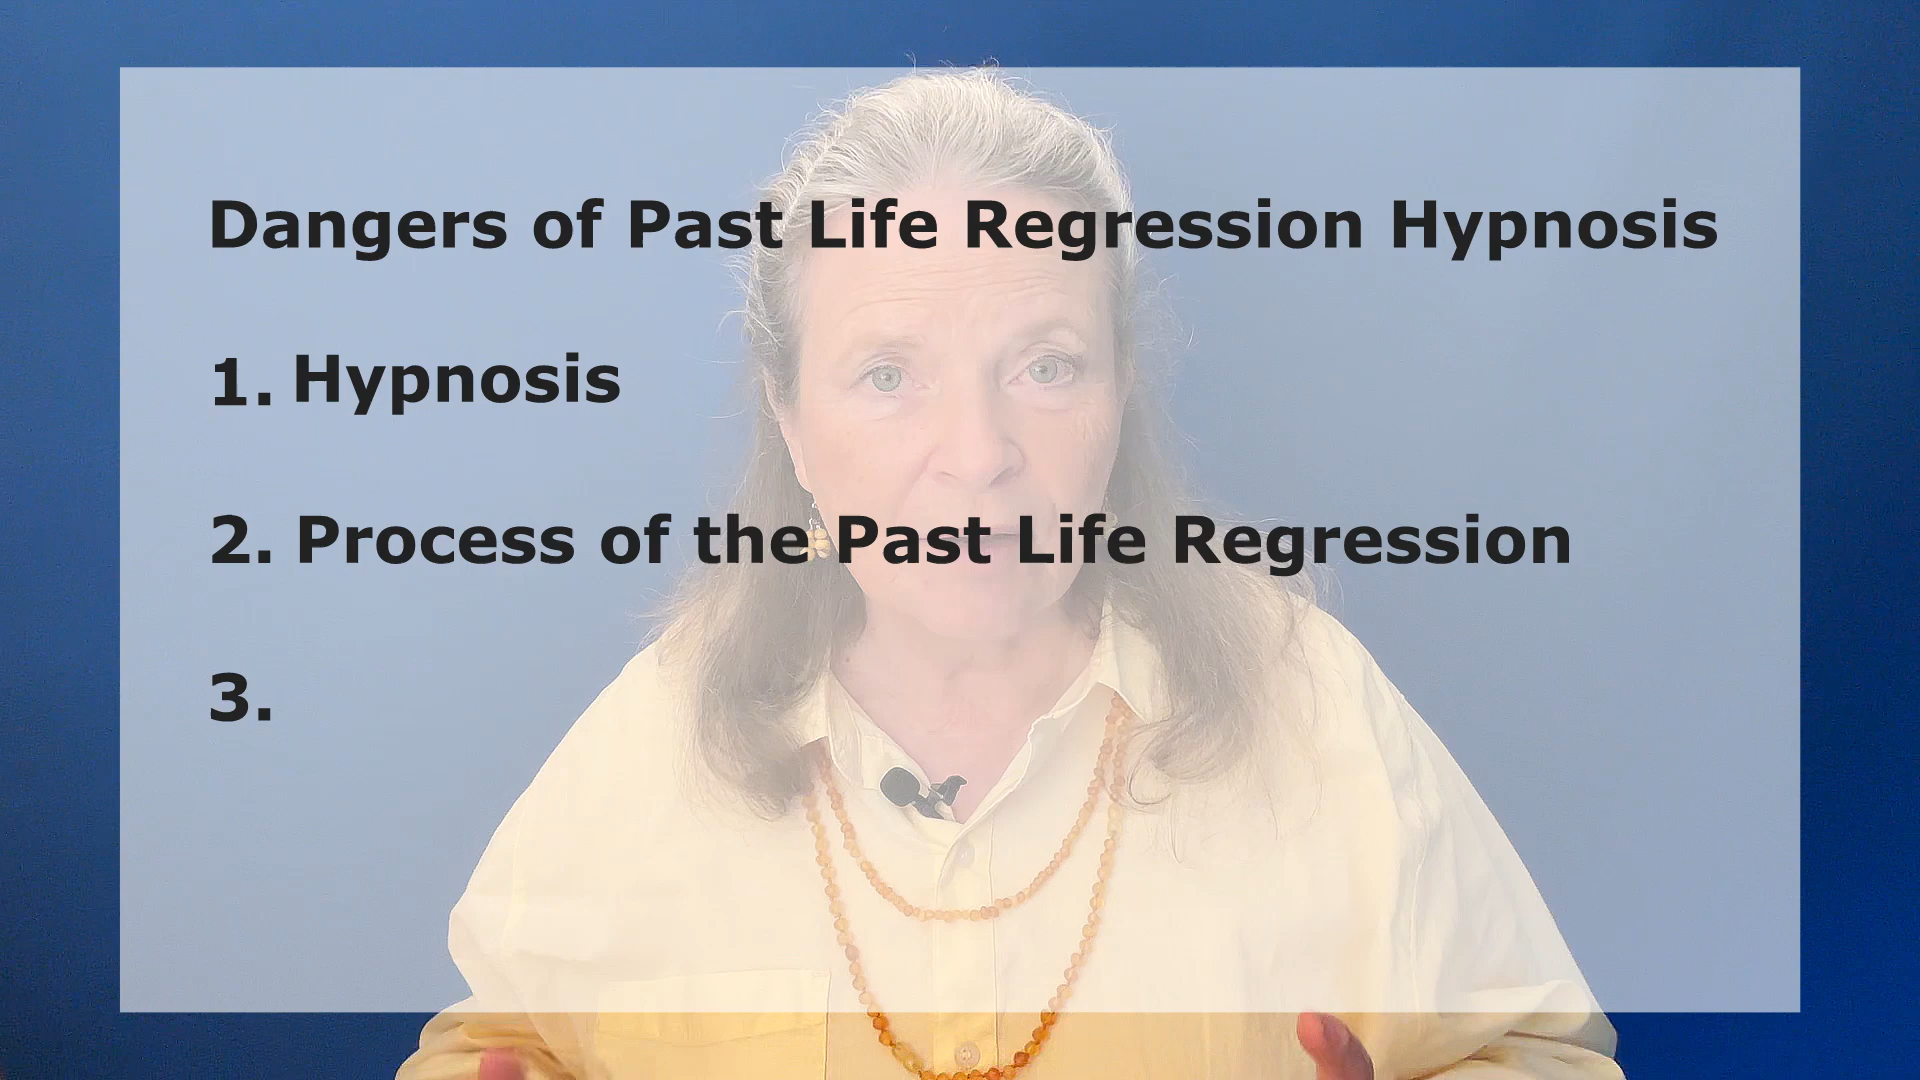 Dangers of Past Life Regression Hypnosis
1. Hypnosis
2. Process of the Past Life Regression
3.